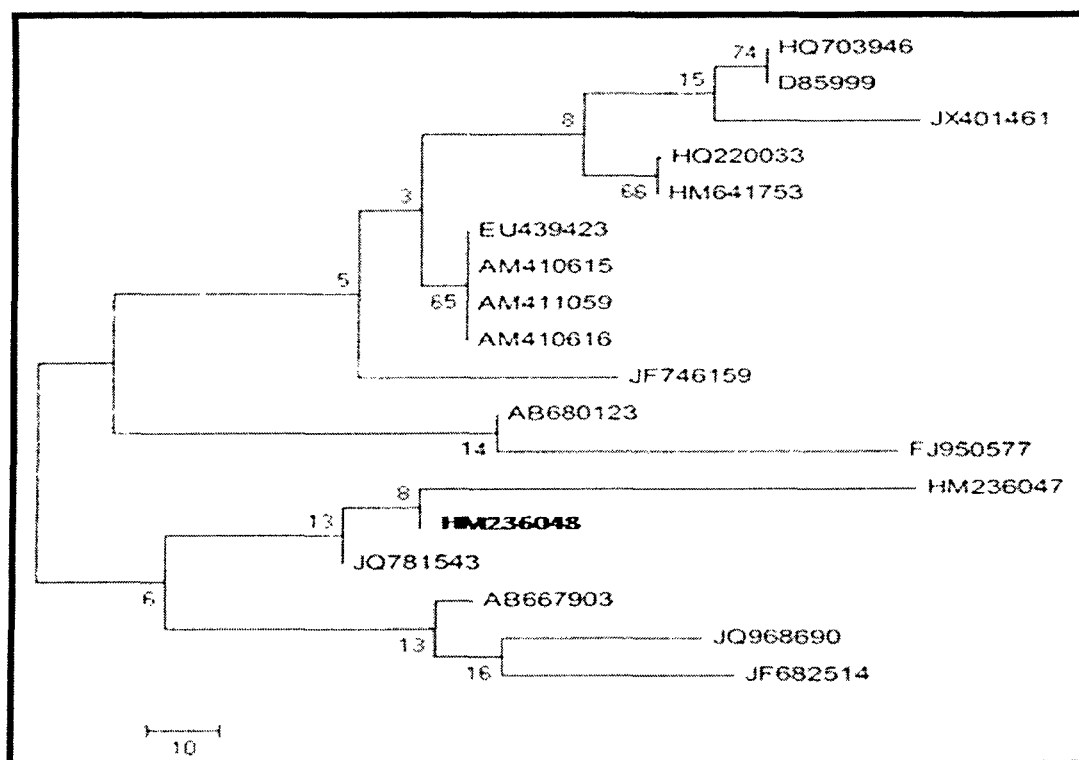 74
HQ703946
15
D85999
8
JX401461
HQ220033
3
66
HM641753
EU439423
5
AM410615
65
AM411059
AM410616
JF746159
AB680123
14
FJ950577
8
HM236047
13
HM236048
JQ781543
6
AB667903
13
JQ968690
16
JF682514
10